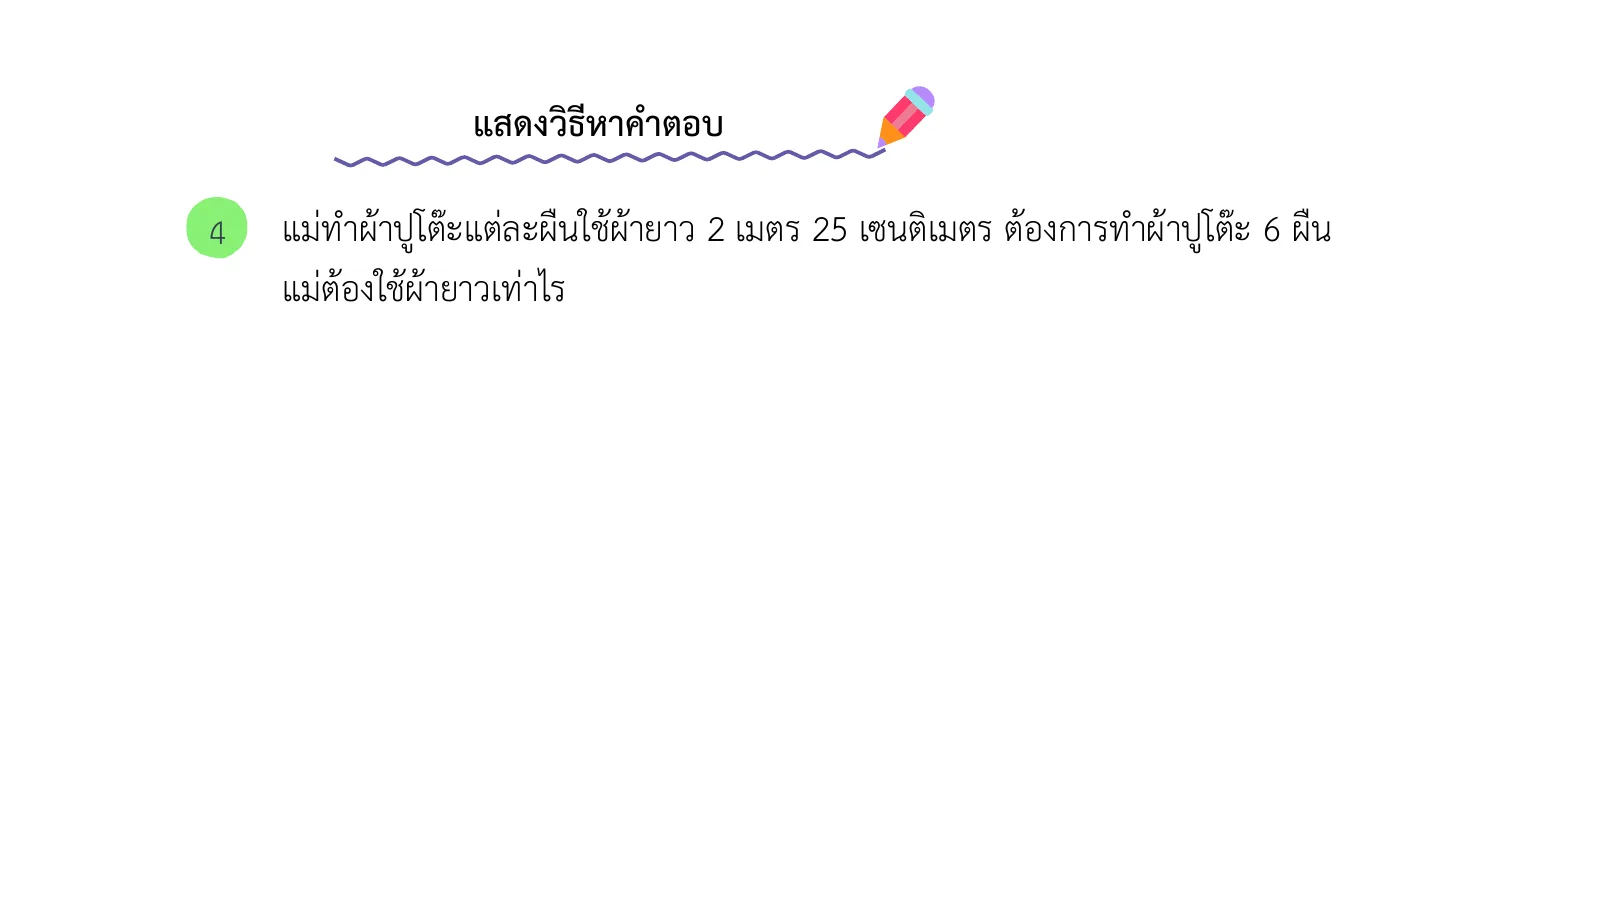 แสดงวิธีหาคำตอบ
4 แม่ทำผ้าปูโต๊ะแต่ละผืนใช้ผ้ายาว 2 เมตร 25 เซนติเมตร ต้องการทำผ้าปูโต๊ะ 6 ผืน
แม่ต้องใช้ผ้ายาวเท่าไร